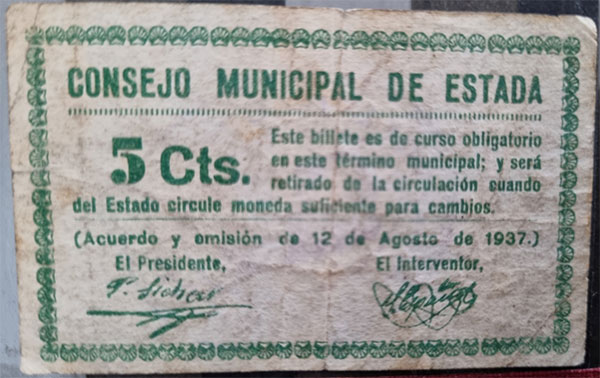 CONSEJO MUNICIPAL DE ESTADA
5 Cts.
Este billete es de curso obligatorio
en este término municipal; y será
retirado de la circulación cuando
del Estado circule moneda suficiente para cambios.
(Acuerdo y emisión de 12 de Agosto de 1937.)
El Presidente, El Interventor,